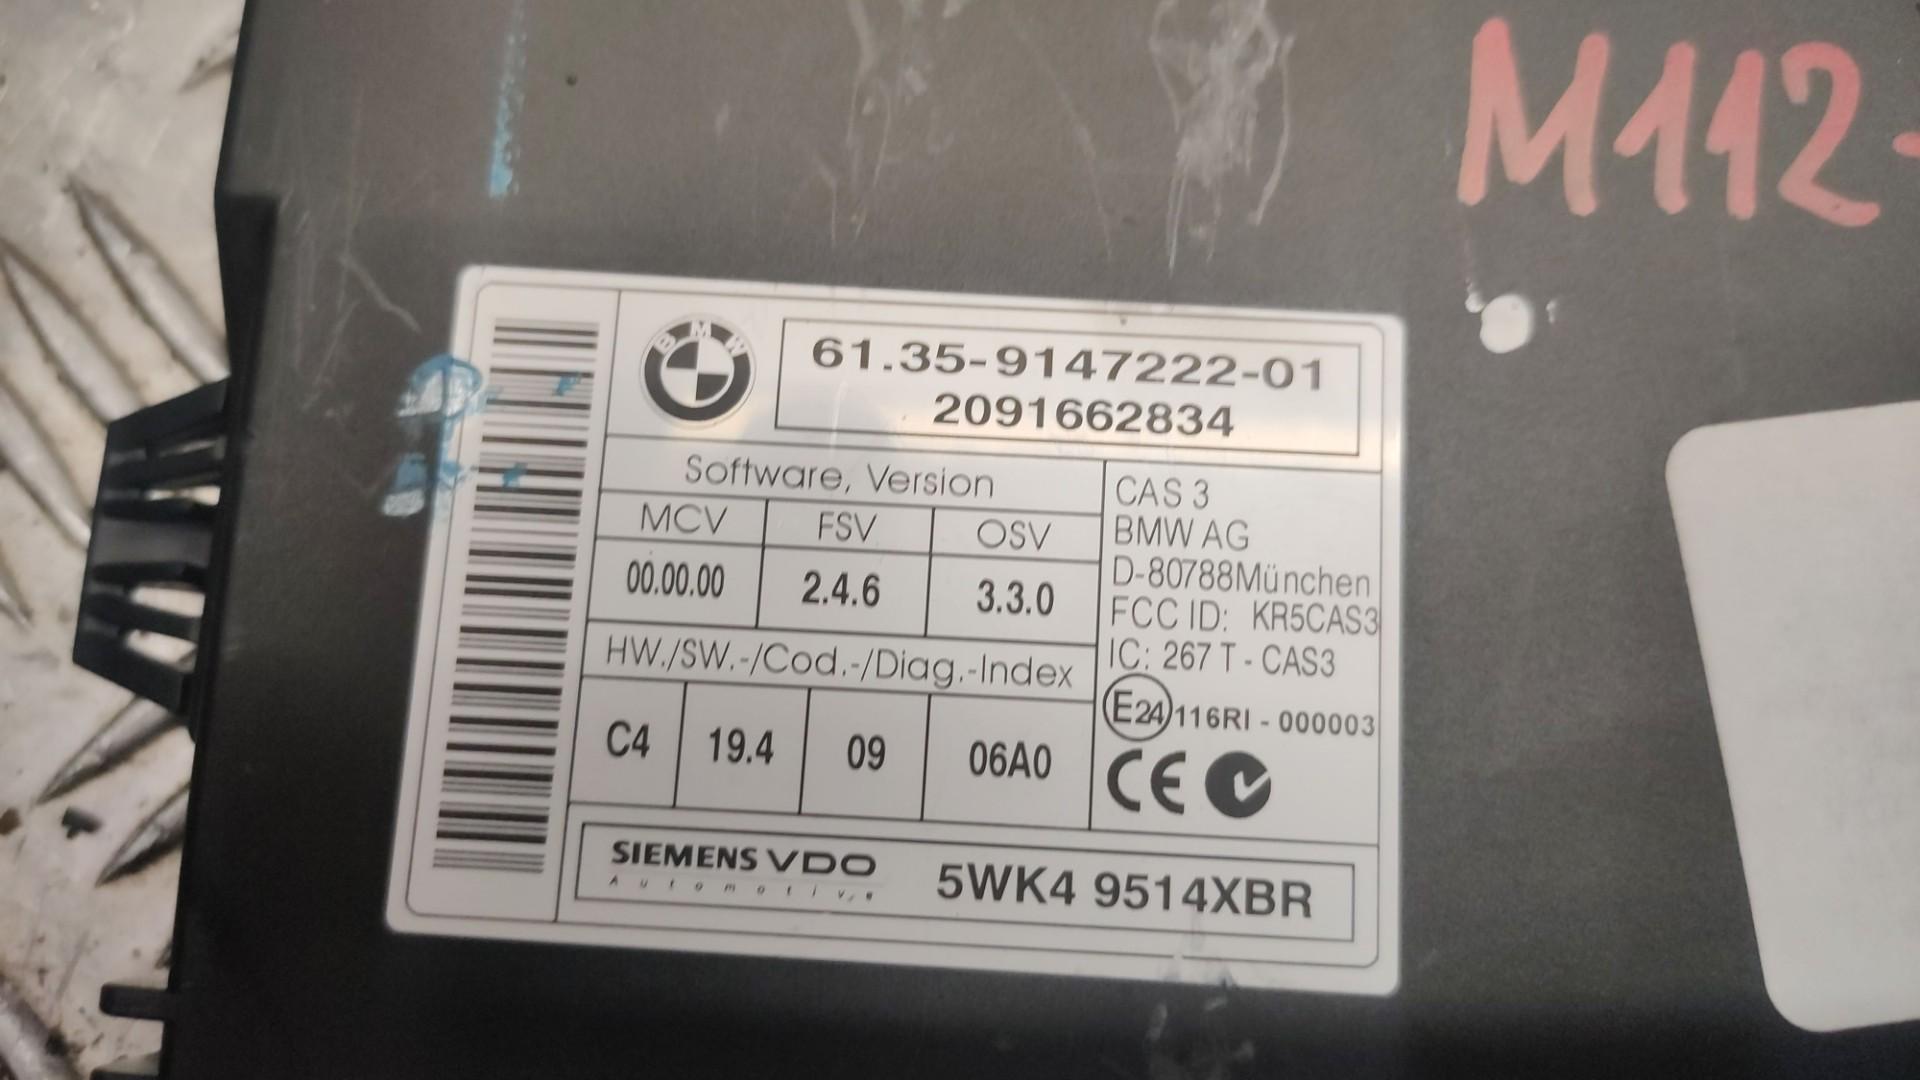 M112-
BMW
61.35-9147222-01
2091662834
Software, Version
MCV FSV OSV
00.00.00 2.4.6 3.3.0
HW./SW.-/Cod.-/Diag.-Index
C4 19.4 09 06A0
CAS 3
BMW AG
D-80788München
FCC ID: KR5CAS3
IC: 267 T - CAS3
E24 116RI - 000003
CE
SIEMENS VDO
Automotive
5WK4 9514XBR